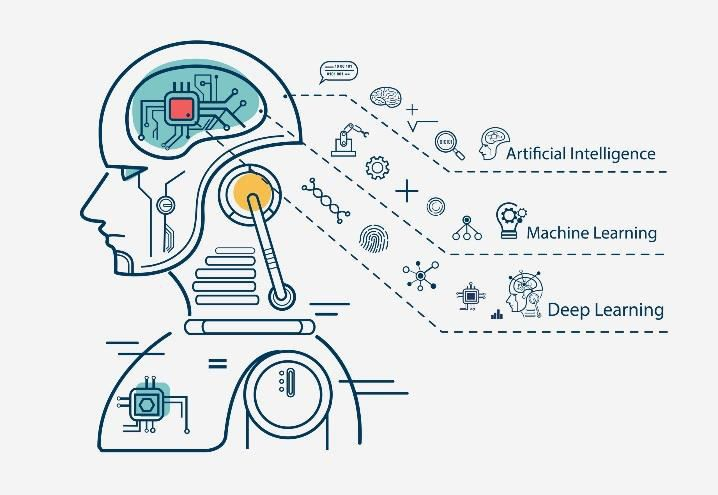 Artificial Intelligence
Machine Learning
Deep Learning